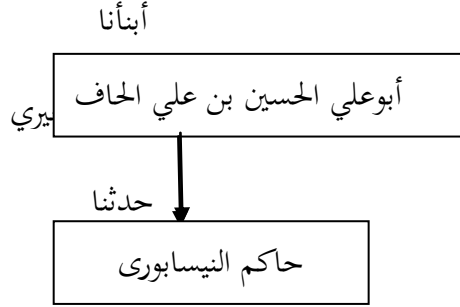 أبنأنا
أبوعلي الحسين بن علي الحاف
يري
حدثنا
حاكم النيسابورى